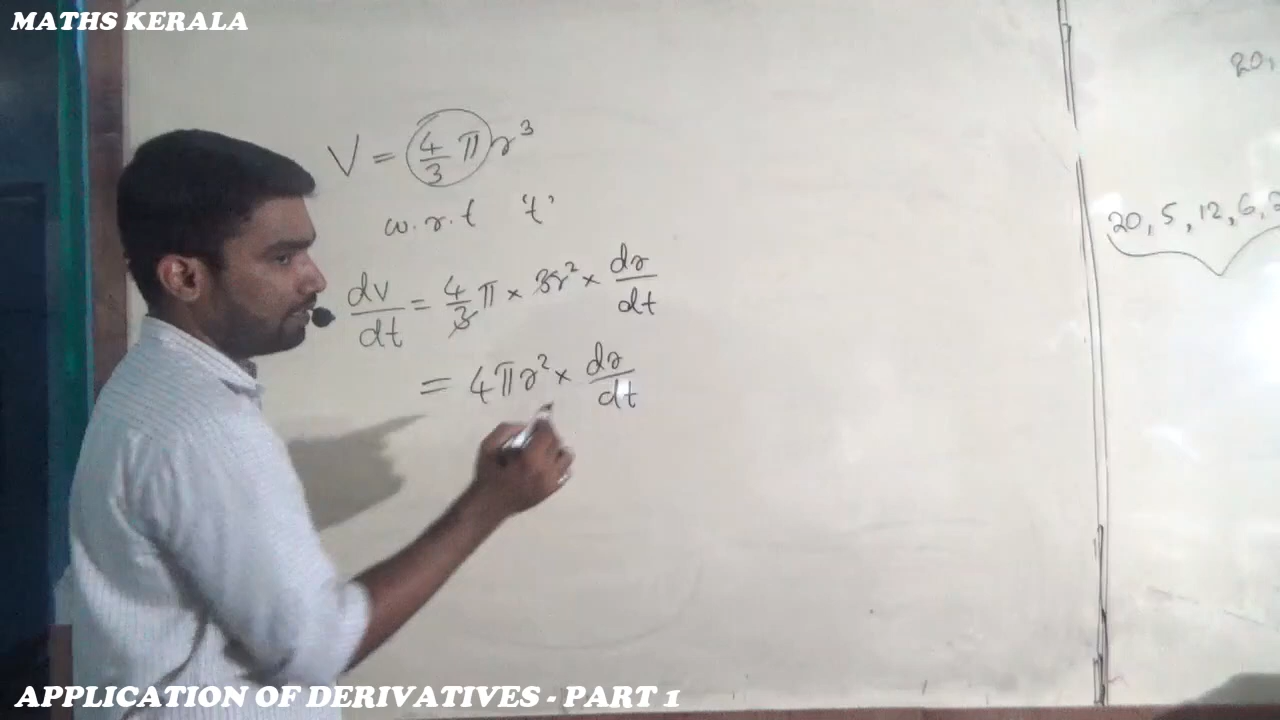 MATHS KERALA
V = 4/3 π r³
w.r.t 't'
dv/dt = 4/3 π × 3r² × dr/dt
= 4πr² × dr/dt
20,
20, 5, 12, 6,
APPLICATION OF DERIVATIVES - PART 1